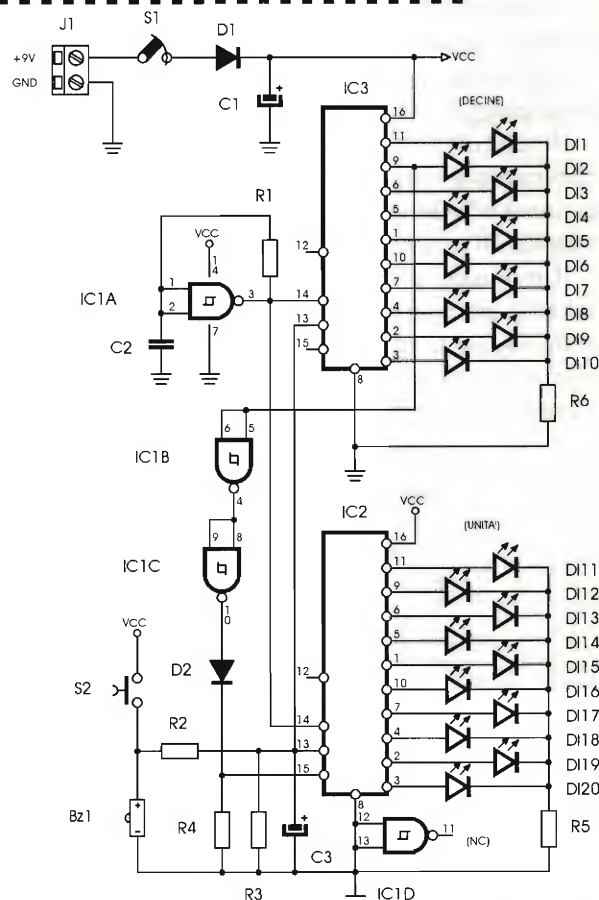 J1
S1
D1
+9V
GND
C1
+
VCC
IC3
(DECINE)
16
11
DI1
9
DI2
6
DI3
5
DI4
1
DI5
10
DI6
7
DI7
4
DI8
2
DI9
3
DI10
12
14
13
15
8
R6
R1
VCC
14
1
2
3
7
IC1A
C2
6
5
IC1B
4
9
8
IC1C
10
D2
VCC
S2
R2
Bz1
+
-
R4
R3
C3
+
IC2
VCC
16
(UNITA')
11
DI11
9
DI12
6
DI13
5
DI14
1
DI15
10
DI16
7
DI17
4
DI18
2
DI19
3
DI20
12
14
13
15
8
12
13
11
(NC)
IC1D
R5